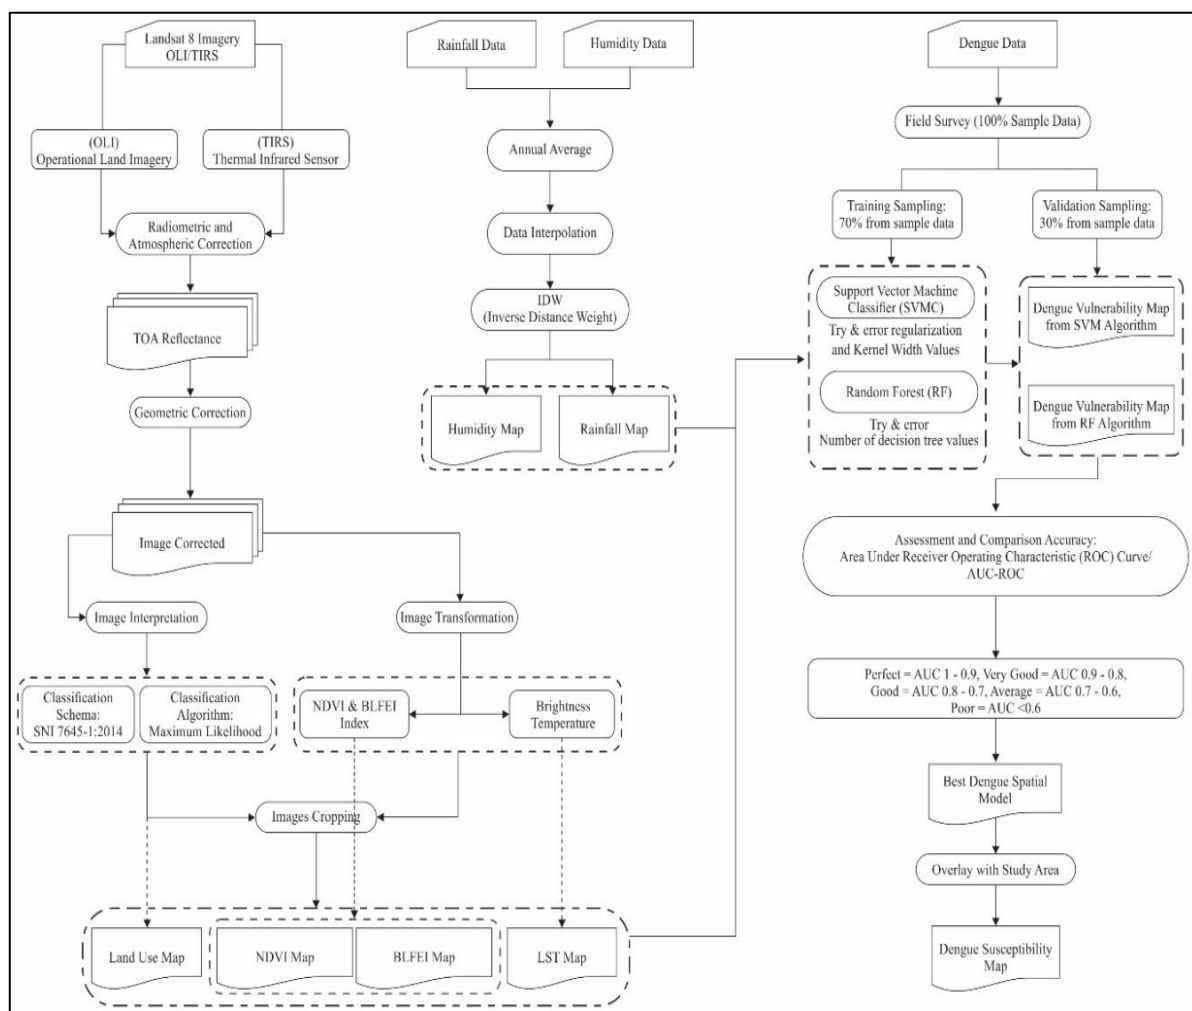 Landsat 8 Imagery
OLI/TIRS
(OLI)
Operational Land Imagery
(TIRS)
Thermal Infrared Sensor
Radiometric and
Atmospheric Correction
TOA Reflectance
Geometric Correction
Image Corrected
Image Interpretation
Image Transformation
Classification
Schema:
SNI 7645-1:2014
Classification
Algorithm:
Maximum Likelihood
NDVI & BLFEI
Index
Brightness
Temperature
Images Cropping
Land Use Map
NDVI Map
BLFEI Map
LST Map
Rainfall Data
Humidity Data
Annual Average
Data Interpolation
IDW
(Inverse Distance Weight)
Humidity Map
Rainfall Map
Dengue Data
Field Survey (100% Sample Data)
Training Sampling:
70% from sample data
Validation Sampling:
30% from sample data
Support Vector Machine
Classifier (SVMC)
Try & error regularization
and Kernel Width Values
Random Forest (RF)
Try & error
Number of decision tree values
Dengue Vulnerability Map
from SVM Algorithm
Dengue Vulnerability Map
from RF Algorithm
Assessment and Comparison Accuracy:
Area Under Receiver Operating Characteristic (ROC) Curve/
AUC-ROC
Perfect = AUC 1 - 0.9, Very Good = AUC 0.9 - 0.8,
Good = AUC 0.8 - 0.7, Average = AUC 0.7 - 0.6,
Poor = AUC <0.6
Best Dengue Spatial
Model
Overlay with Study Area
Dengue Susceptibility
Map